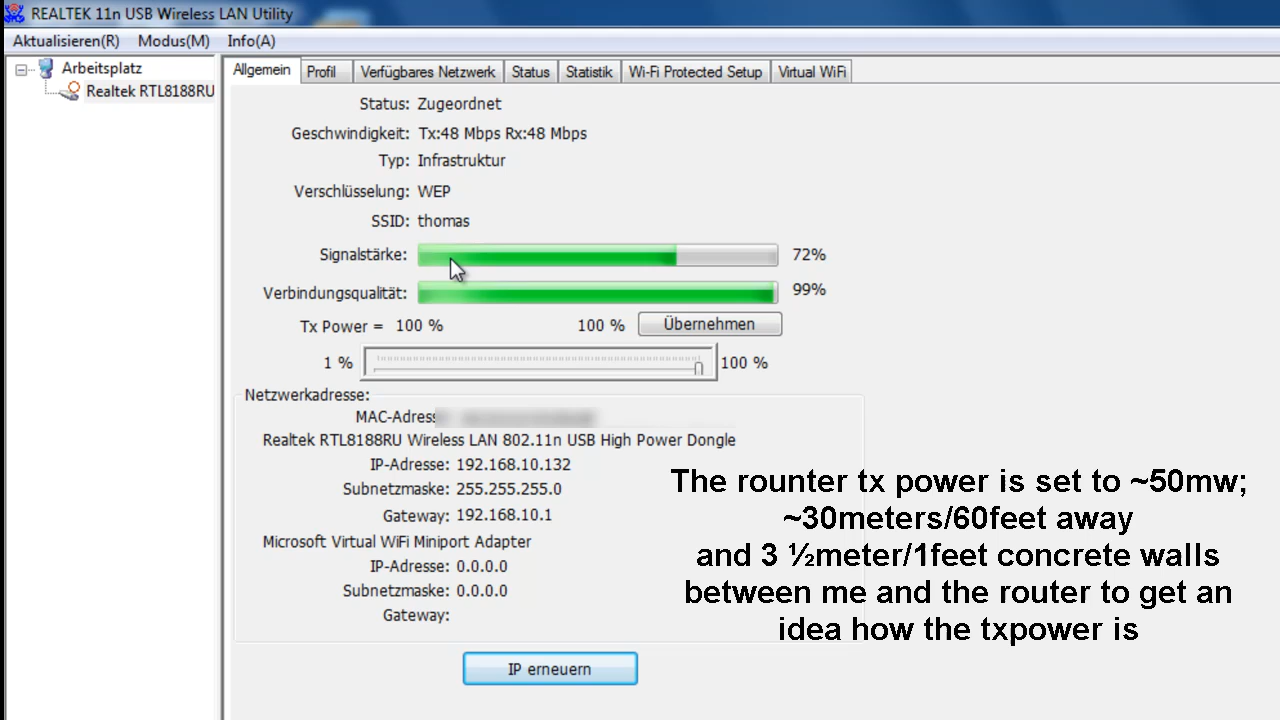 REALTEK 11n USB Wireless LAN Utility
Aktualisieren(R) Modus(M) Info(A)
Arbeitsplatz
Realtek RTL8188RU
Allgemein Profil Verfügbares Netzwerk Status Statistik Wi-Fi Protected Setup Virtual WiFi
Status: Zugeordnet
Geschwindigkeit: Tx:48 Mbps Rx:48 Mbps
Typ: Infrastruktur
Verschlüsselung: WEP
SSID: thomas
Signalstärke: 72%
Verbindungsqualität: 99%
Tx Power = 100 % 100 % Übernehmen
1 % 100 %
Netzwerkadresse:
MAC-Adress
Realtek RTL8188RU Wireless LAN 802.11n USB High Power Dongle
IP-Adresse: 192.168.10.132
Subnetzmaske: 255.255.255.0
Gateway: 192.168.10.1
Microsoft Virtual WiFi Miniport Adapter
IP-Adresse: 0.0.0.0
Subnetzmaske: 0.0.0.0
Gateway:
IP erneuern
The rounter tx power is set to ~50mw;
~30meters/60feet away
and 3 ½meter/1feet concrete walls
between me and the router to get an
idea how the txpower is